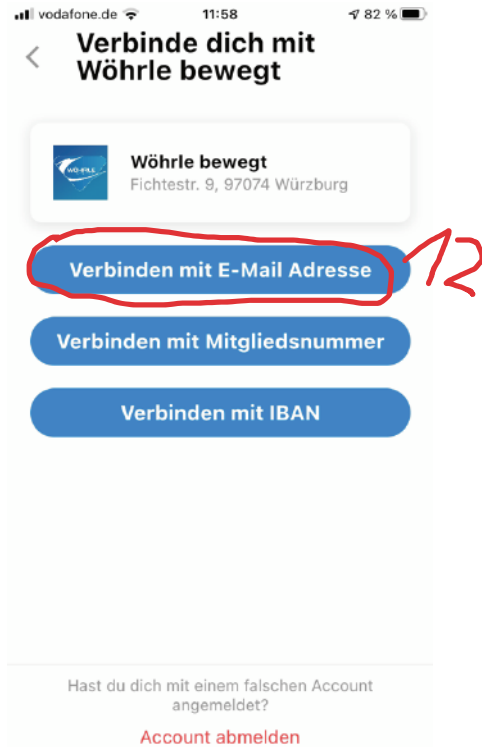 vodafone.de 11:58 82 %
Verbinde dich mit
Wöhrle bewegt
WÖHRLE
Wöhrle bewegt
Fichtestr. 9, 97074 Würzburg
Verbinden mit E-Mail Adresse
12
Verbinden mit Mitgliedsnummer
Verbinden mit IBAN
Hast du dich mit einem falschen Account
angemeldet?
Account abmelden